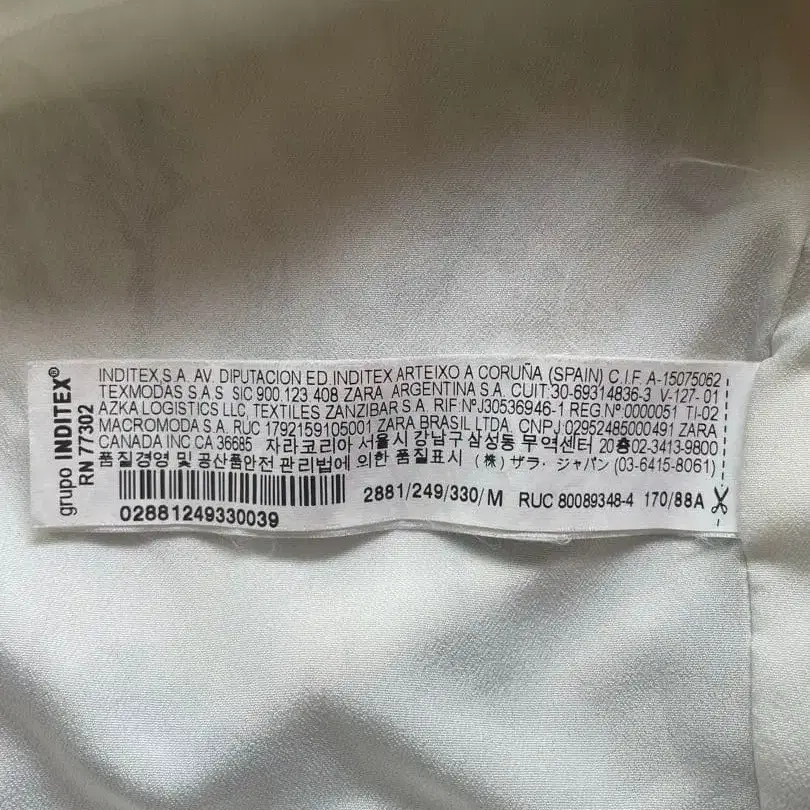 grupo INDITEX®
RN 77302
INDITEX,S.A. AV. DIPUTACION ED. INDITEX ARTEIXO A CORUÑA (SPAIN) C.I.F. A-15075062
TEXMODAS S.A.S SIC 900 123 408 ZARA ARGENTINA S.A. CUIT:30-69314836-3 V-127-01
AZKA LOGISTICS LLC, TEXTILES ZANZIBAR S.A. RIF:NºJ30536946-1 REG.Nº 0000051 TI-02
MACROMODA S.A. RUC 1792159105001 ZARA BRASIL LTDA. CNPJ:02952485000491 ZARA
CANADA INC CA 36685 자라코리아 서울시 강남구 삼성동 무역센터 20층02-3413-9800
품질경영 및 공산품안전 관리법에 의한 품질표시 (株) ザラ・ジャパン (03-6415-8061)
2881/249/330/M RUC 80089348-4 170/88A
02881249330039